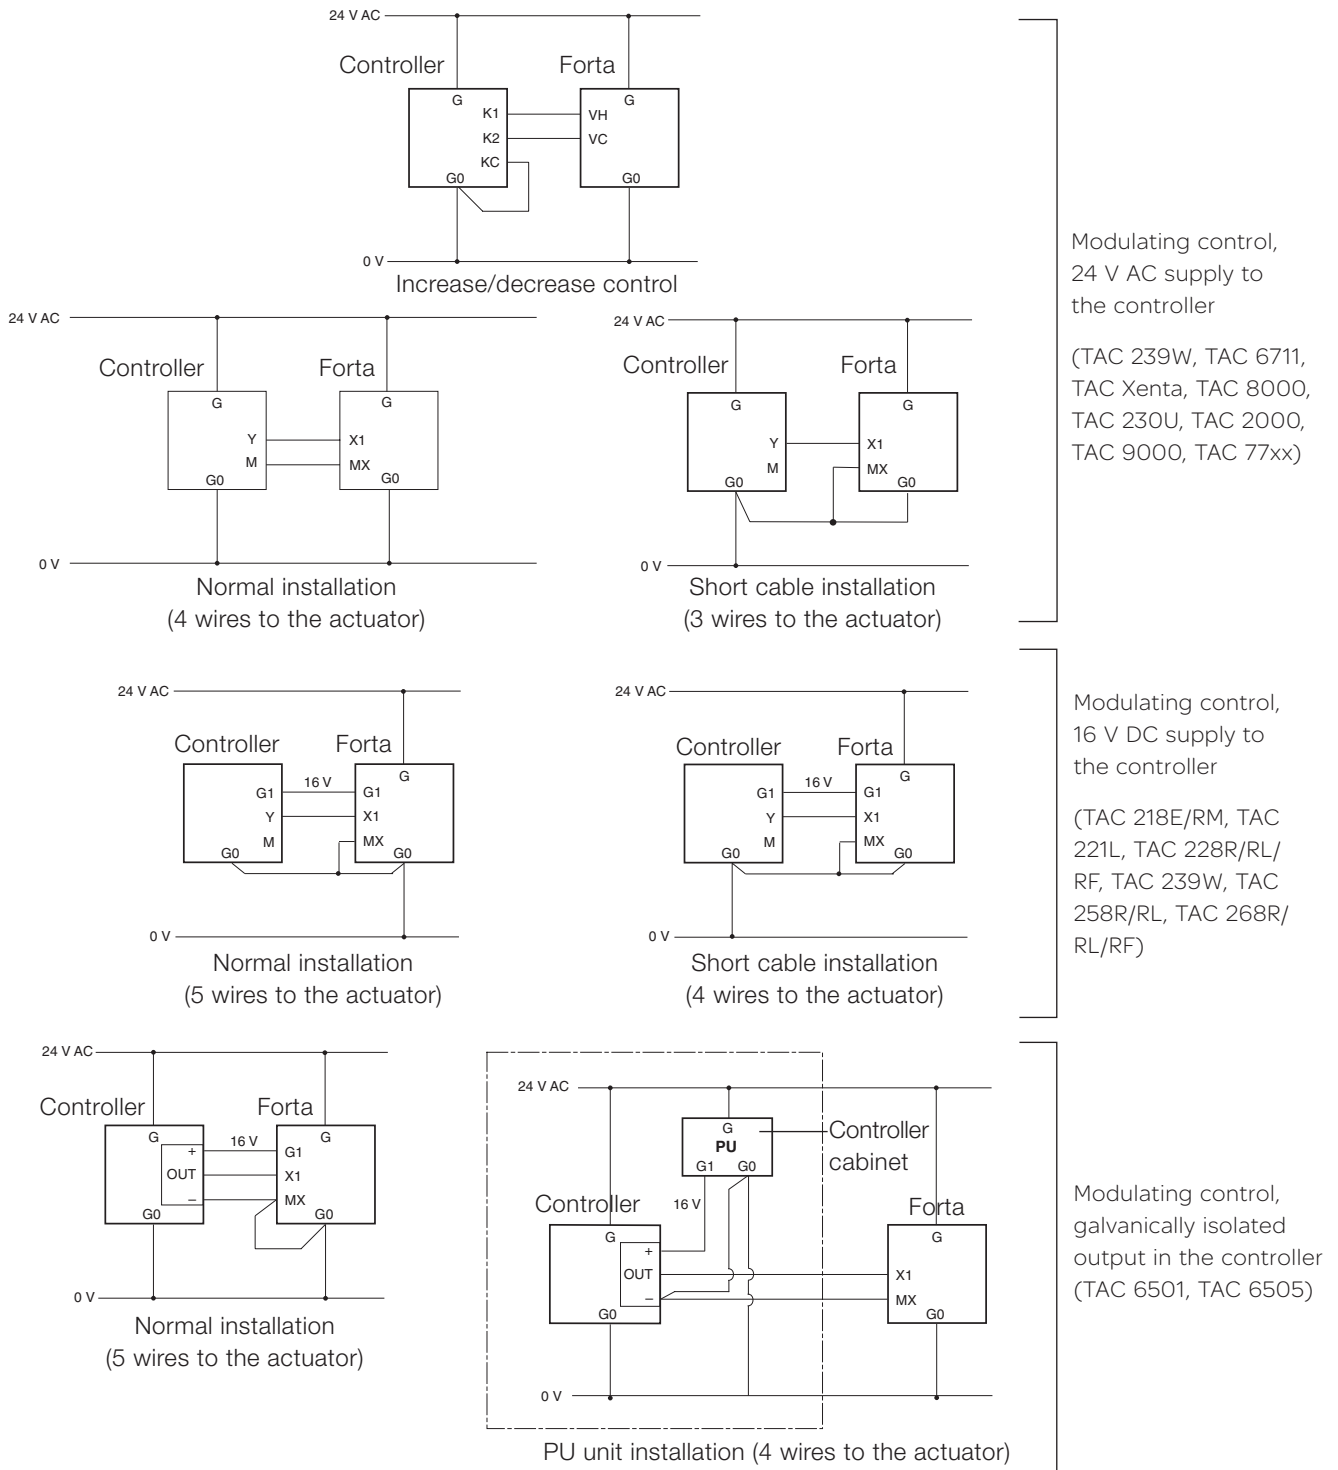 24 V AC
Controller
Forta
G
G
K1
VH
K2
VC
KC
G0
G0
0 V
Increase/decrease control
24 V AC
Controller
Forta
G
G
Y
X1
M
MX
G0
G0
0 V
Normal installation
(4 wires to the actuator)
24 V AC
Controller
Forta
G
G
Y
X1
M
MX
G0
G0
0 V
Short cable installation
(3 wires to the actuator)
Modulating control,
24 V AC supply to
the controller
(TAC 239W, TAC 6711,
TAC Xenta, TAC 8000,
TAC 230U, TAC 2000,
TAC 9000, TAC 77xx)
24 V AC
Controller
Forta
G
G1
16 V
G1
Y
X1
M
MX
G0
G0
0 V
Normal installation
(5 wires to the actuator)
24 V AC
Controller
Forta
G
G1
16 V
G1
Y
X1
M
MX
G0
G0
0 V
Short cable installation
(4 wires to the actuator)
Modulating control,
16 V DC supply to
the controller
(TAC 218E/RM, TAC
221L, TAC 228R/RL/
RF, TAC 239W, TAC
258R/RL, TAC 268R/
RL/RF)
24 V AC
Controller
Forta
G
G
+
16 V
G1
OUT
X1
–
MX
G0
G0
0 V
Normal installation
(5 wires to the actuator)
24 V AC
G
PU
G1
G0
Controller
cabinet
Controller
16 V
Forta
G
G
+
OUT
X1
–
MX
G0
G0
0 V
PU unit installation (4 wires to the actuator)
Modulating control,
galvanically isolated
output in the controller
(TAC 6501, TAC 6505)